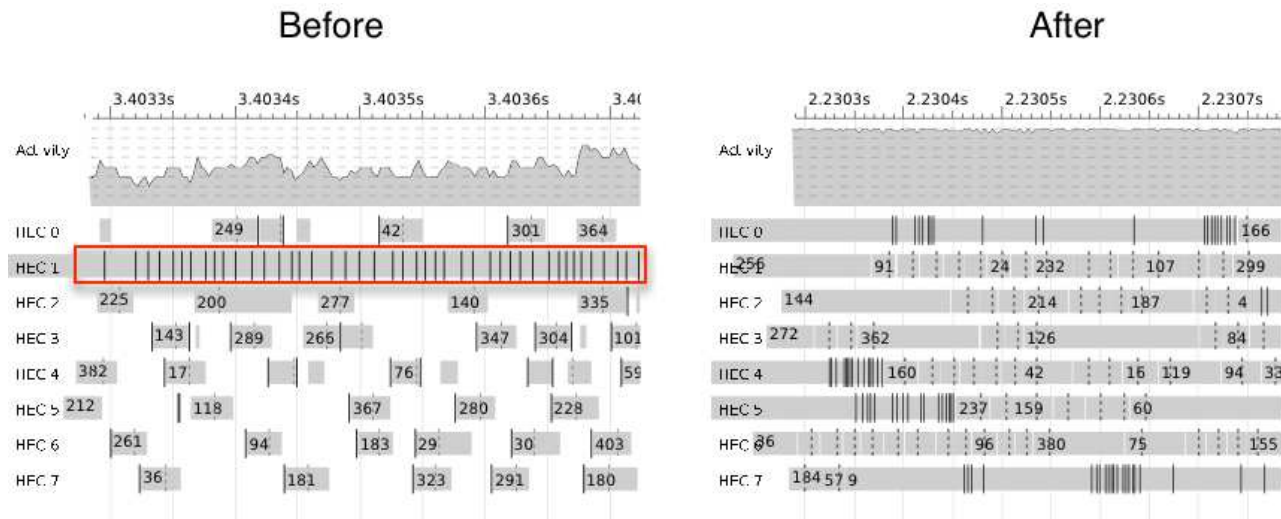 Before
3.4033s 3.4034s 3.4035s 3.4036s 3.40
Activity
HEC 0 249 42 301 364
HEC 1
HEC 2 225 200 277 140 335
HEC 3 143 289 266 347 304 101
HEC 4 382 17 76 59
HEC 5 212 118 367 280 228
HEC 6 261 94 183 29 30 403
HEC 7 36 181 323 291 180
After
2.2303s 2.2304s 2.2305s 2.2306s 2.2307s
Activity
HEC 0 166
HEC 1 256 91 24 232 107 299
HEC 2 144 214 187 4
HEC 3 272 362 126 84
HEC 4 160 42 16 119 94 33
HEC 5 237 159 60
HEC 6 36 96 380 75 155
HEC 7 184 57 9